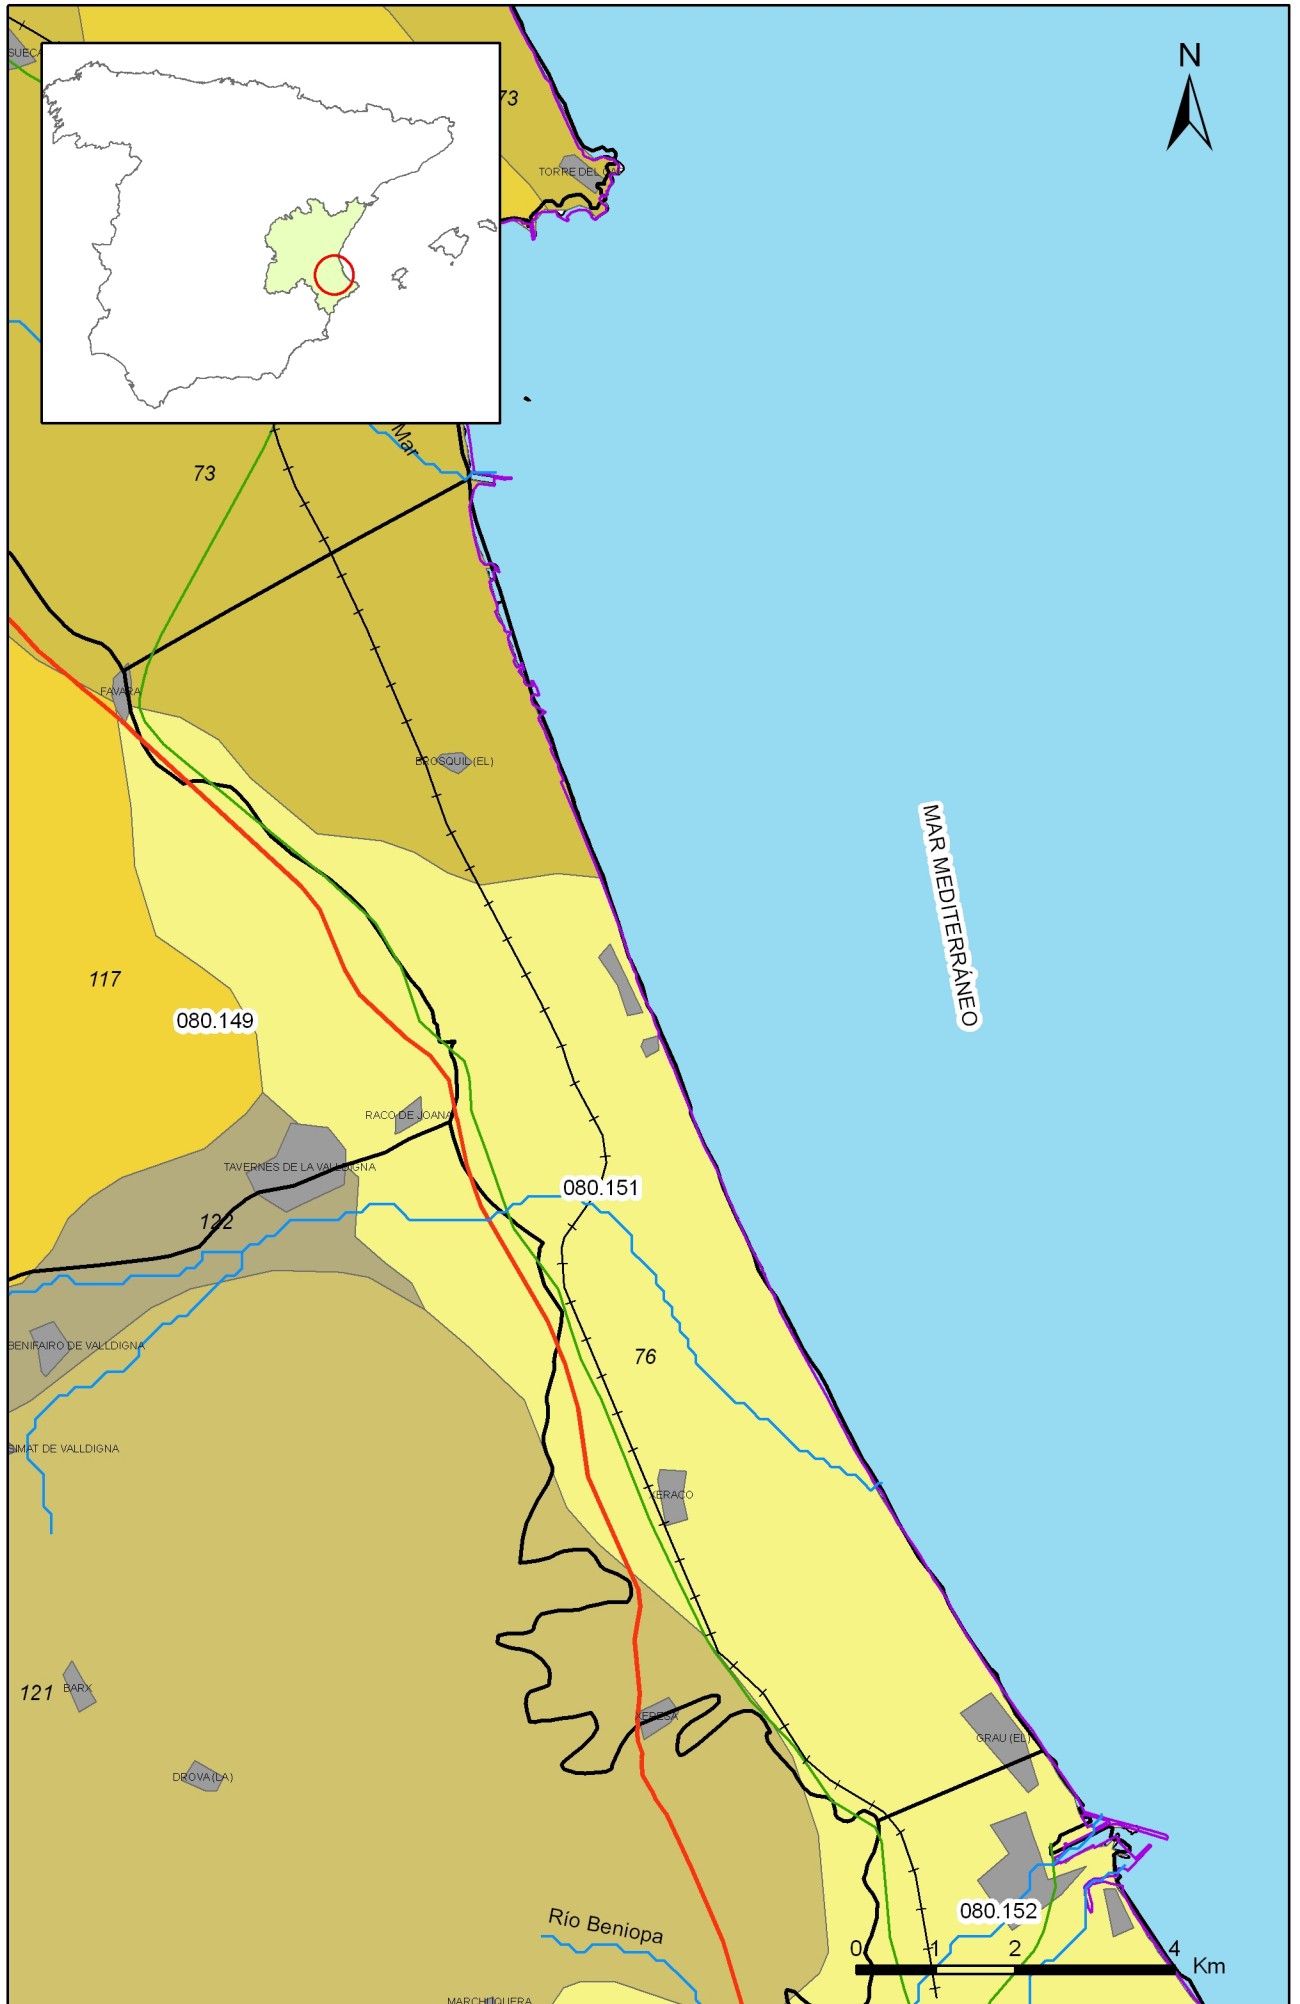 N
SUECA
73
TORRE DEL
Mar
73
FAVARA
BROSQUIL (EL)
MAR MEDITERRÁNEO
117
080.149
RACO DE JOANA
TAVERNES DE LA VALLDIGNA
080.151
122
BENIFAIRO DE VALLDIGNA
76
SIMAT DE VALLDIGNA
XERACO
121
BARX
XERESA
GRAU (EL)
DROVA (LA)
080.152
Río Beniopa
0 1 2 4
Km
MARCHUQUERA